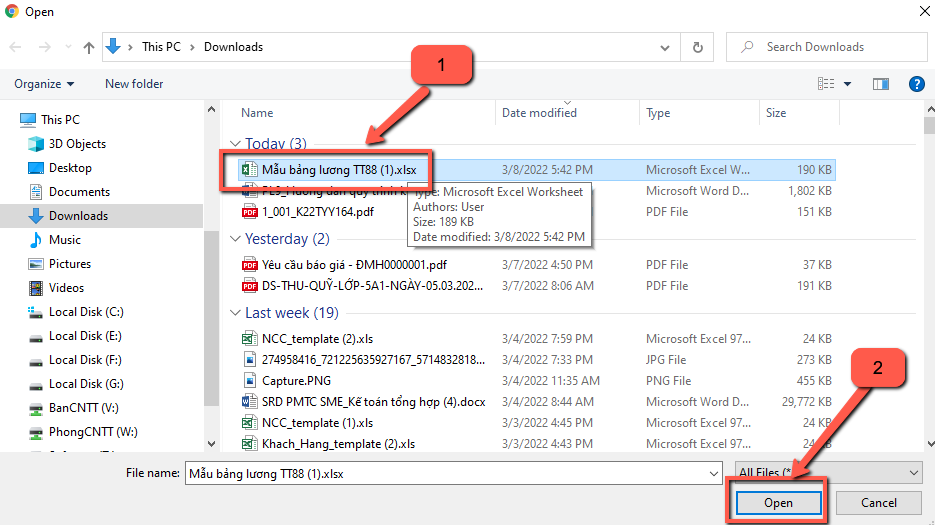 Open
This PC > Downloads
Search Downloads
Organize
New folder
1
Name
Date modified
Type
Size
This PC
3D Objects
Desktop
Documents
Downloads
Music
Pictures
Videos
Local Disk (C:)
Local Disk (E:)
Local Disk (F:)
Local Disk (G:)
BanCNTT (V:)
PhongCNTT (W:)
Today (3)
Mẫu bảng lương TT88 (1).xlsx 3/8/2022 5:42 PM Microsoft Excel W... 190 KB
Microsoft Word D... 1,802 KB
1_001_K22TYY164.pdf PDF File 151 KB
Type: Microsoft Excel Worksheet
Authors: User
Size: 189 KB
Date modified: 3/8/2022 5:42 PM
Yesterday (2)
Yêu cầu báo giá - ĐMH0000001.pdf 3/7/2022 4:50 PM PDF File 37 KB
DS-THU-QUỸ-LỚP-5A1-NGÀY-05.03.202... 3/7/2022 8:06 AM PDF File 191 KB
Last week (19)
NCC_template (2).xls 3/4/2022 7:59 PM Microsoft Excel 97... 24 KB
274958416_721225635927167_5714832818... 3/4/2022 7:33 PM JPG File 273 KB
Capture.PNG 3/4/2022 11:35 AM PNG File 455 KB
SRD PMTC SME_Kế toán tổng hợp (4).docx 3/4/2022 8:44 AM Microsoft Word D... 29,772 KB
NCC_template (1).xls 3/3/2022 4:45 PM Microsoft Excel 97... 24 KB
Khach_Hang_template (2).xls 3/3/2022 4:43 PM Microsoft Excel 97... 24 KB
2
File name: Mẫu bảng lương TT88 (1).xlsx
All Files (*
Open
Cancel